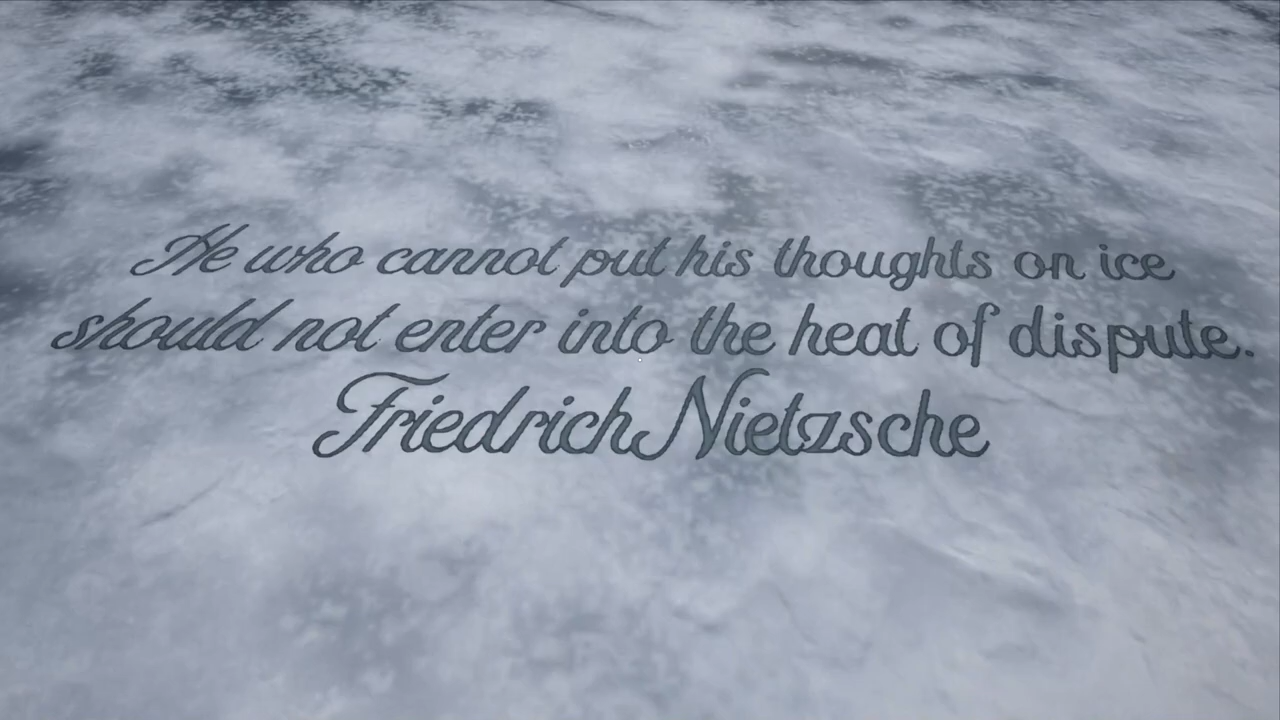 He who cannot put his thoughts on ice
should not enter into the heat of dispute.
Friedrich Nietzsche